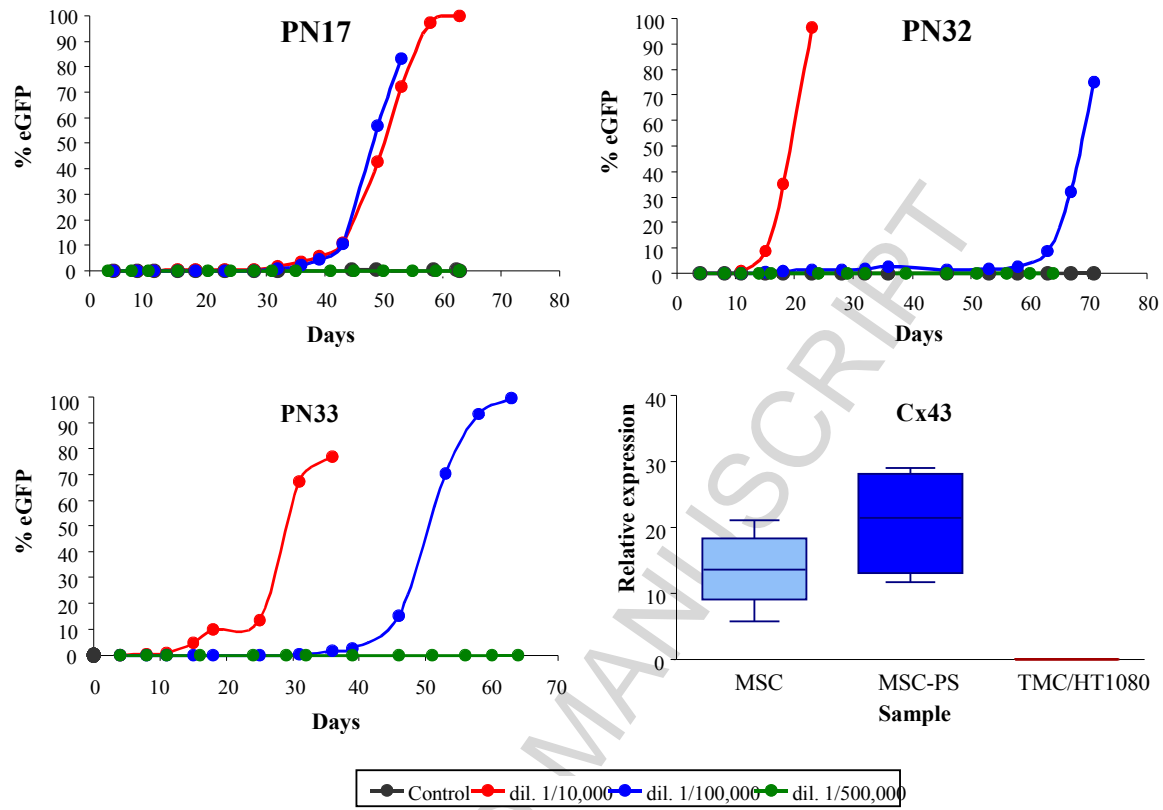 PN17
% eGFP
100
90
80
70
60
50
40
30
20
10
0
0 10 20 30 40 50 60 70 80
Days
PN32
% eGFP
100
90
80
70
60
50
40
30
20
10
0
0 10 20 30 40 50 60 70 80
Days
PN33
% eGFP
100
90
80
70
60
50
40
30
20
10
0
0 10 20 30 40 50 60 70
Days
Cx43
Relative expression
40
30
20
10
0
MSC MSC-PS TMC/HT1080
Sample
Control dil. 1/10,000 dil. 1/100,000 dil. 1/500,000
MANUSCRIPT